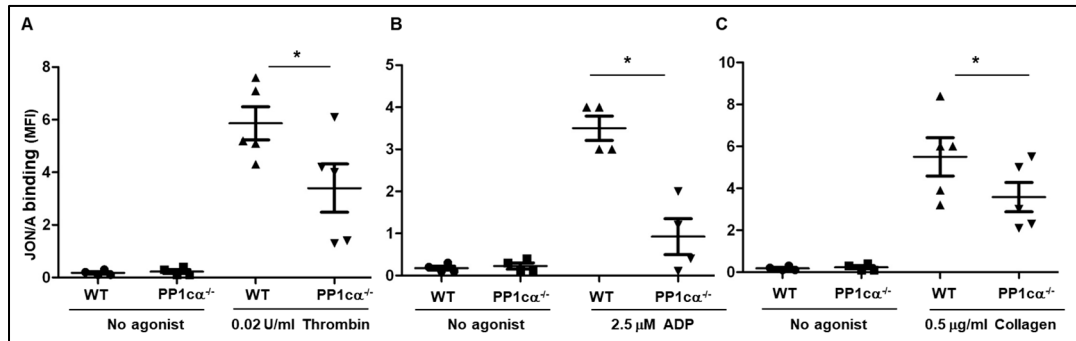 A
B
C
JON/A binding (MFI)
8
6
4
2
0
*
WT
PP1cα-/-
WT
PP1cα-/-
No agonist
0.02 U/ml Thrombin
5
4
3
2
1
0
*
WT
PP1cα-/-
WT
PP1cα-/-
No agonist
2.5 µM ADP
10
8
6
4
2
0
*
WT
PP1cα-/-
WT
PP1cα-/-
No agonist
0.5 µg/ml Collagen